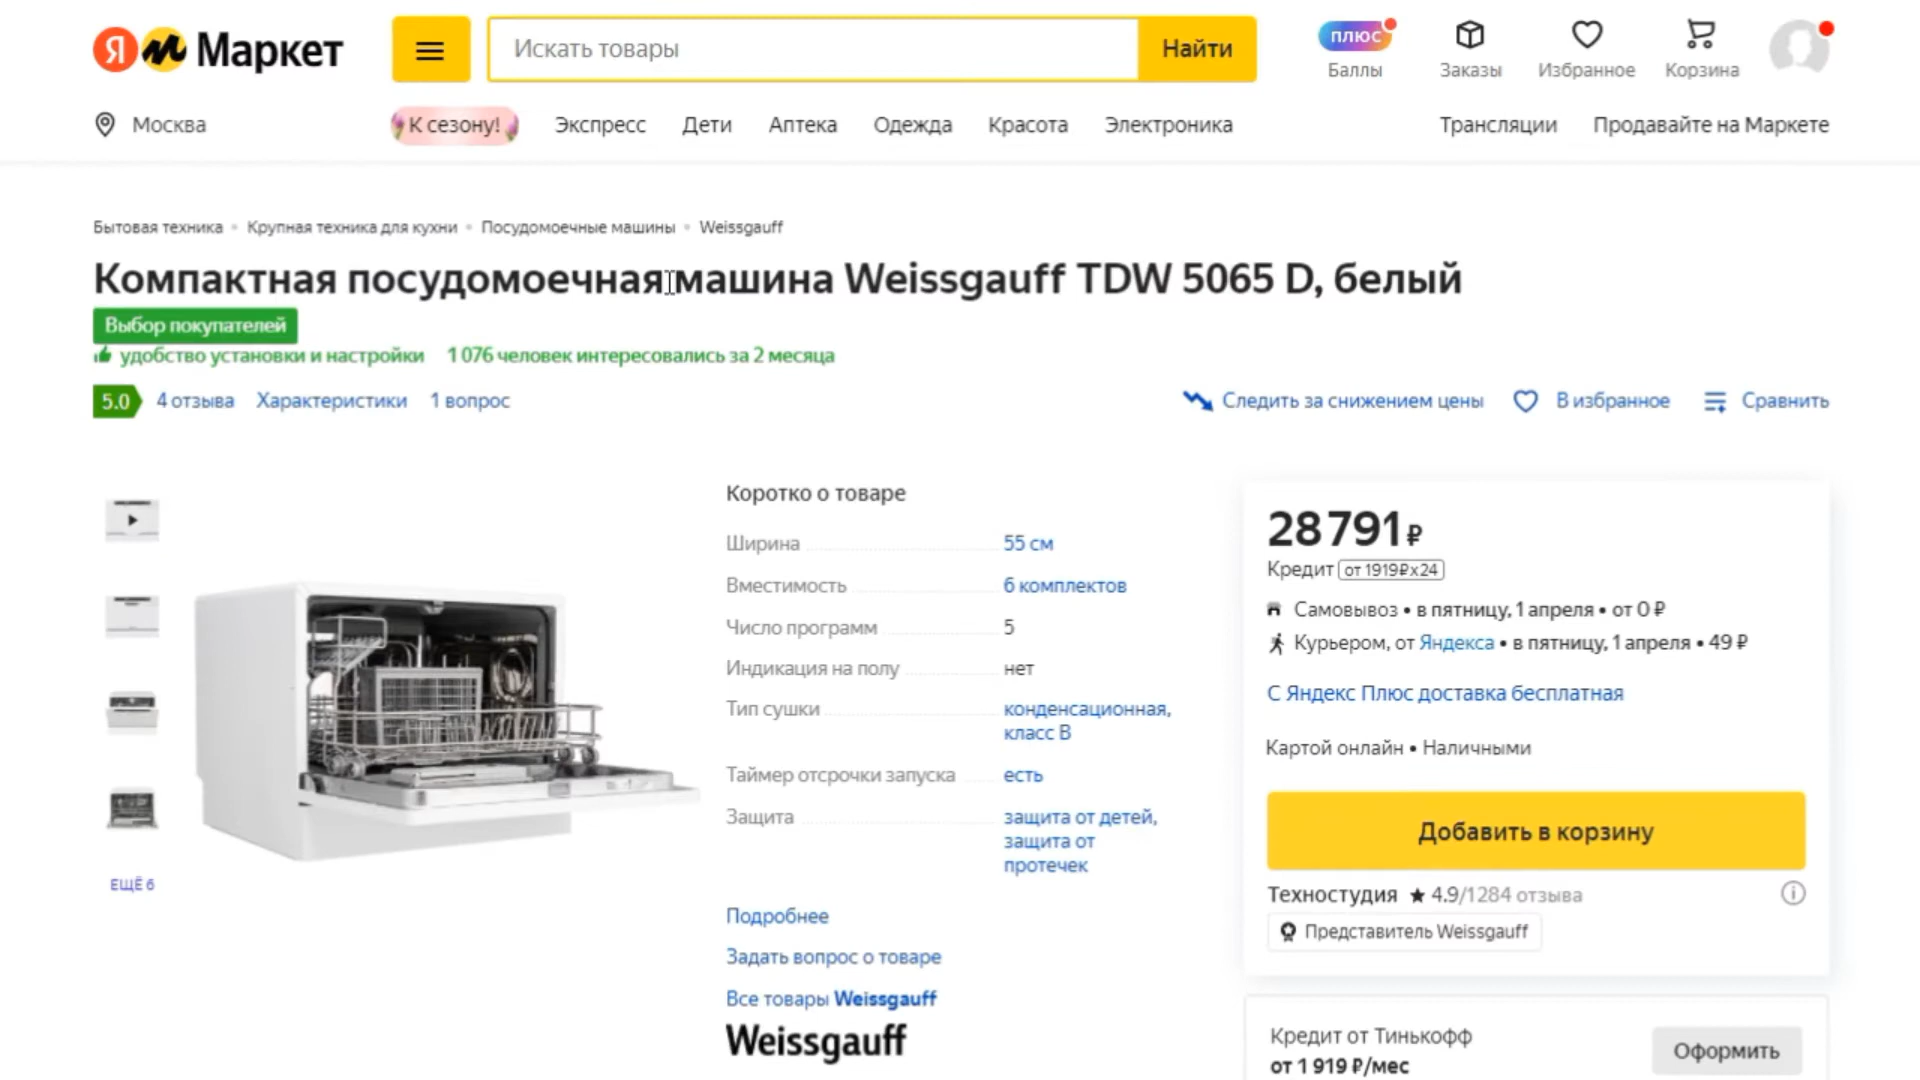 Я Маркет
Искать товары
Найти
плюс
Баллы
Заказы
Избранное
Корзина
Москва
К сезону!
Экспресс
Дети
Аптека
Одежда
Красота
Электроника
Трансляции
Продавайте на Маркете
Бытовая техника • Крупная техника для кухни • Посудомоечные машины • Weissgauff
Компактная посудомоечная машина Weissgauff TDW 5065 D, белый
Выбор покупателей
удобство установки и настройки 1 076 человек интересовались за 2 месяца
5.0 4 отзыва Характеристики 1 вопрос
Следить за снижением цены
В избранное
Сравнить
ЕЩЁ 6
Коротко о товаре
Ширина 55 см
Вместимость 6 комплектов
Число программ 5
Индикация на полу нет
Тип сушки конденсационная,
класс B
Таймер отсрочки запуска есть
Защита защита от детей,
защита от
протечек
Подробнее
Задать вопрос о товаре
Все товары Weissgauff
Weissgauff
28 791 ₽
Кредит от 1919₽x24
Самовывоз • в пятницу, 1 апреля • от 0 ₽
Курьером, от Яндекса • в пятницу, 1 апреля • 49 ₽
С Яндекс Плюс доставка бесплатная
Картой онлайн • Наличными
Добавить в корзину
Техностудия ★ 4.9/1284 отзыва
Представитель Weissgauff
Кредит от Тинькофф
от 1 919 ₽/мес
Оформить